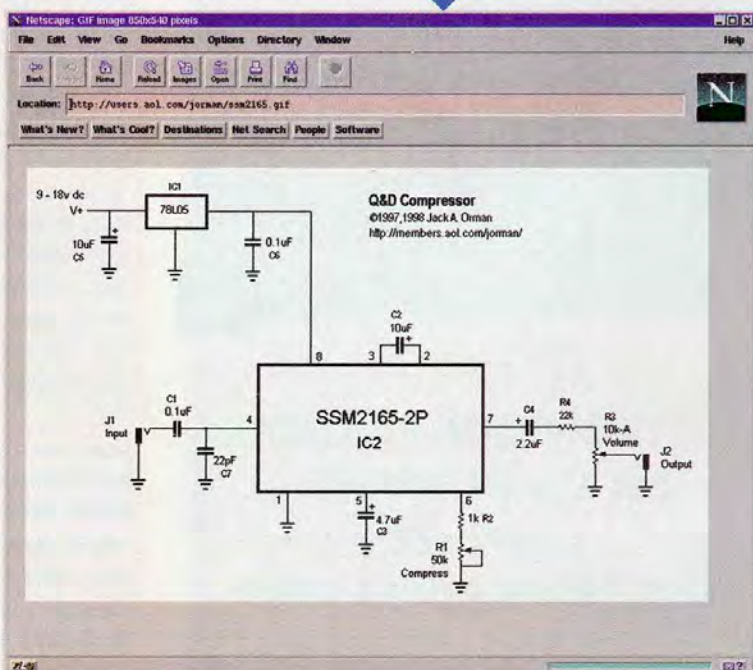 Netscape: GIF image 850x540 pixels
File Edit View Go Bookmarks Options Directory Window Help
Back Home Reload Images Open Print Find
Location: http://users.aol.com/jorman/ssm2165.gif
What's New? What's Cool? Destinations Net Search People Software
N
9 - 18v dc
V+
IC1
78L05
10uF
C5
0.1uF
C6
Q&D Compressor
©1997,1998 Jack A. Orman
http://members.aol.com/jorman/
C2
10uF
8
3
2
J1
Input
C1
0.1uF
4
22pF
C7
SSM2165-2P
IC2
7
C4
2.2uF
R4
22k
R3
10k-A
Volume
J2
Output
1
5
6
4.7uF
C3
1k R2
R1
50k
Compress